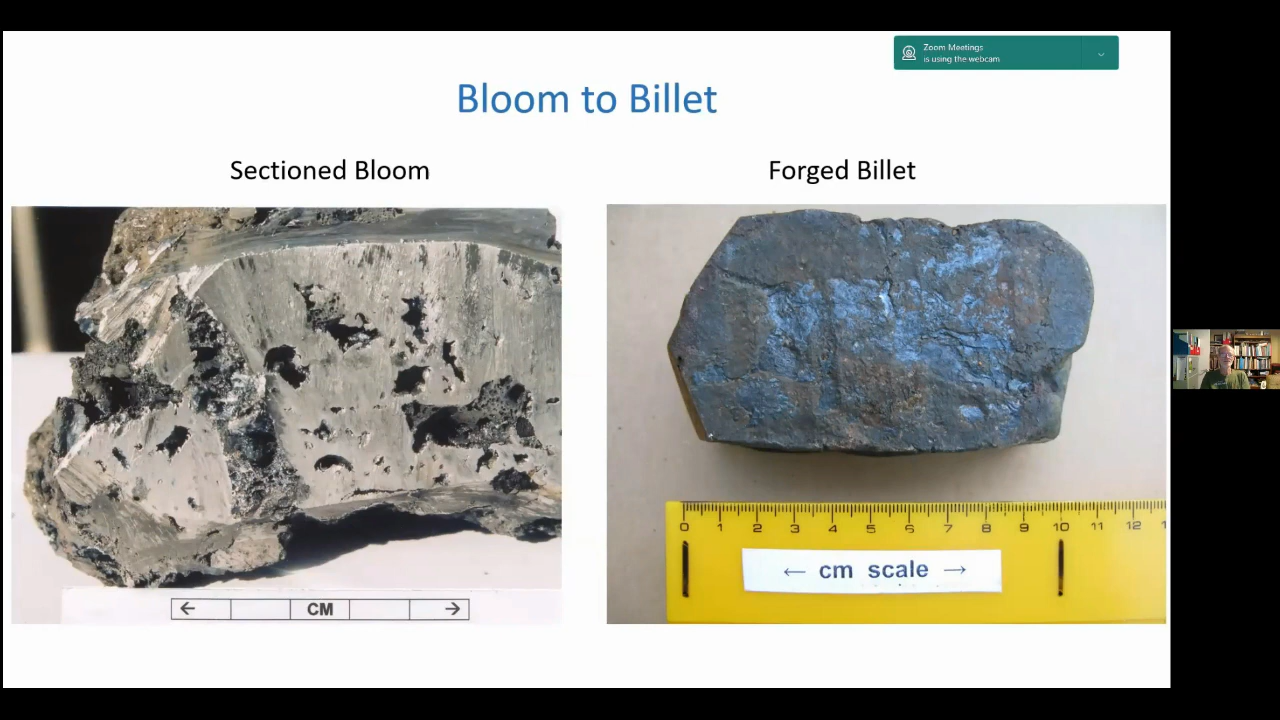 Zoom Meetings
is using the webcam
Bloom to Billet
Sectioned Bloom
Forged Billet
← CM →
0 1 2 3 4 5 6 7 8 9 10 11 12
← cm scale →